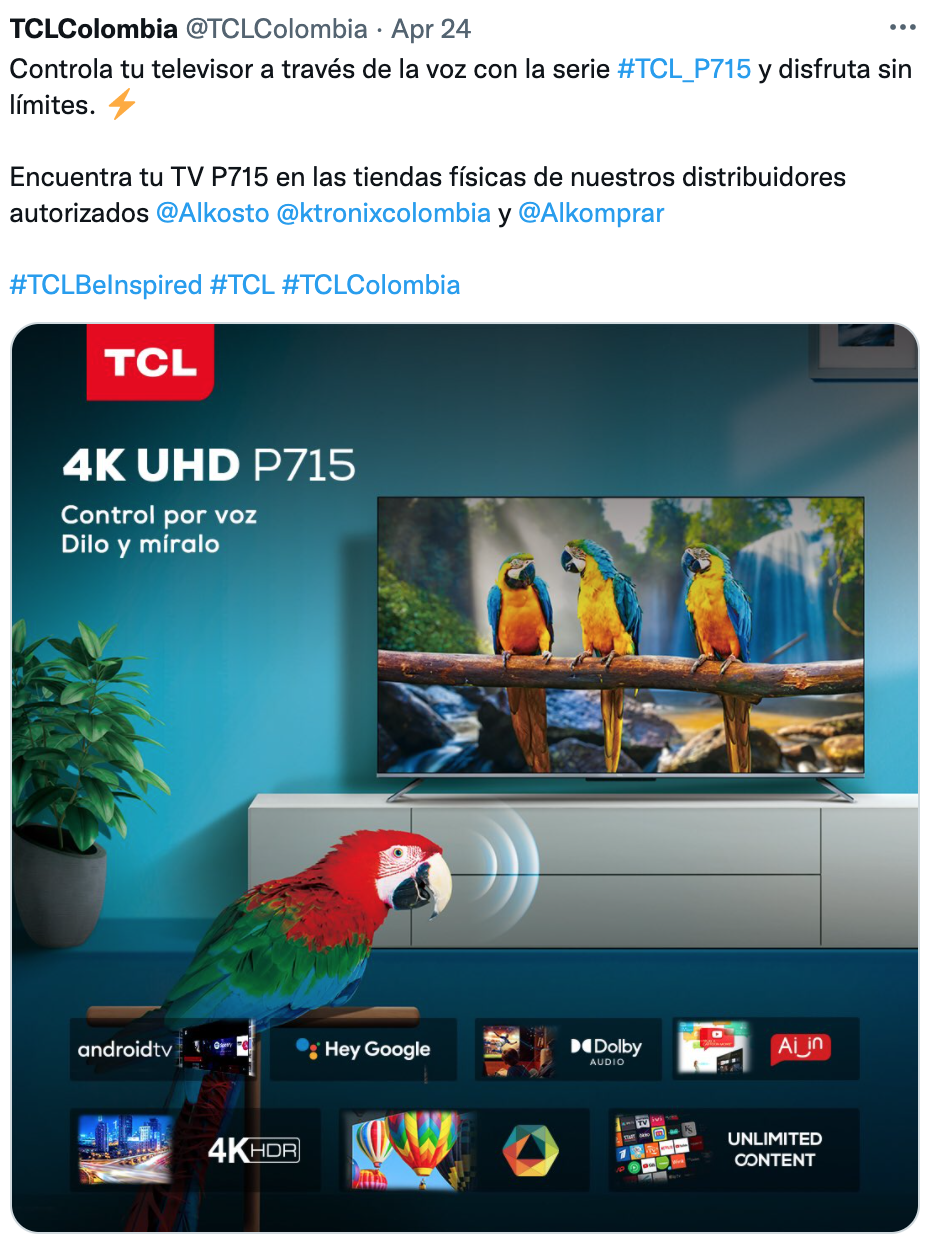 TCLColombia @TCLColombia · Apr 24
Controla tu televisor a través de la voz con la serie #TCL_P715 y disfruta sin
límites. ⚡
Encuentra tu TV P715 en las tiendas físicas de nuestros distribuidores
autorizados @Alkosto @ktronixcolombia y @Alkomprar
#TCLBeInspired #TCL #TCLColombia
TCL
4K UHD P715
Control por voz
Dilo y míralo
androidtv
Hey Google
Dolby
AUDIO
Ai_in
4K HDR
UNLIMITED
CONTENT